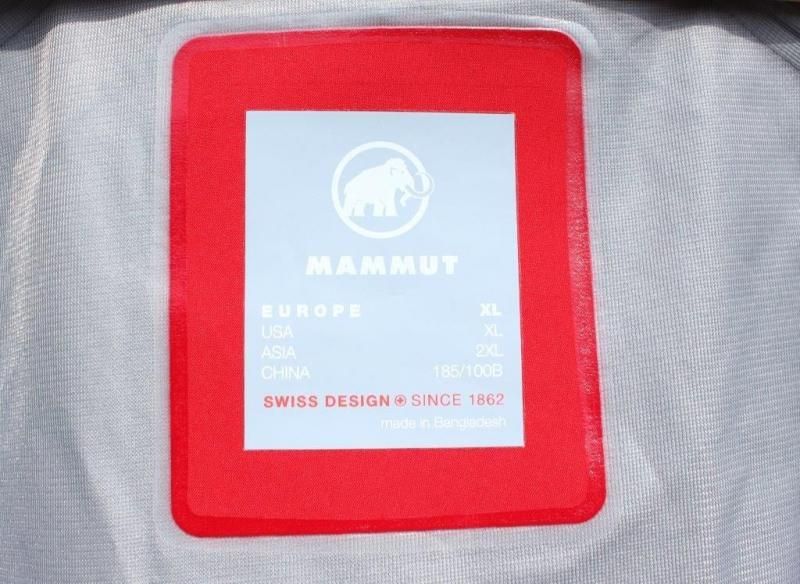 MAMMUT
EUROPE XL
USA XL
ASIA 2XL
CHINA 185/100B
SWISS DESIGN SINCE 1862
made in Bangladesh